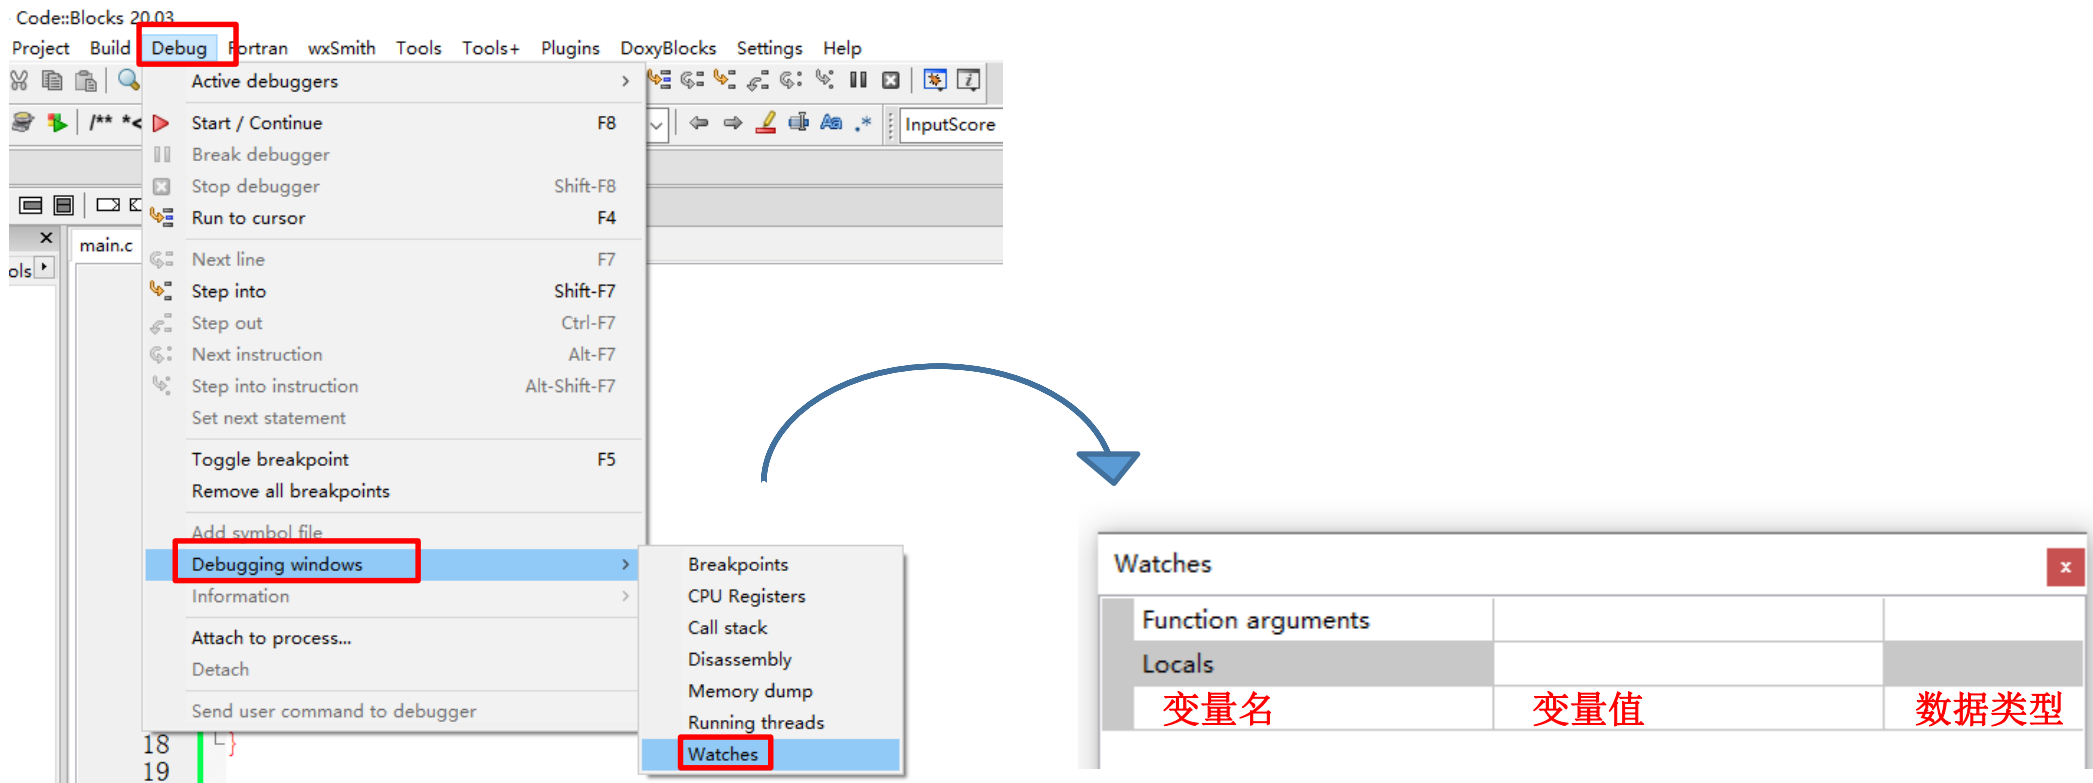 Code::Blocks 20.03
Project Build Debug Fortran wxSmith Tools Tools+ Plugins DoxyBlocks Settings Help
Active debuggers
/** *<
Start / Continue F8
InputScore
Break debugger
Stop debugger Shift-F8
Run to cursor F4
main.c
ols
Next line F7
Step into Shift-F7
Step out Ctrl-F7
Next instruction Alt-F7
Step into instruction Alt-Shift-F7
Set next statement
Toggle breakpoint F5
Remove all breakpoints
Add symbol file
Debugging windows
Information
Attach to process...
Detach
Send user command to debugger
18 }
19
Breakpoints
CPU Registers
Call stack
Disassembly
Memory dump
Running threads
Watches
Watches
Function arguments
Locals
变量名 变量值 数据类型